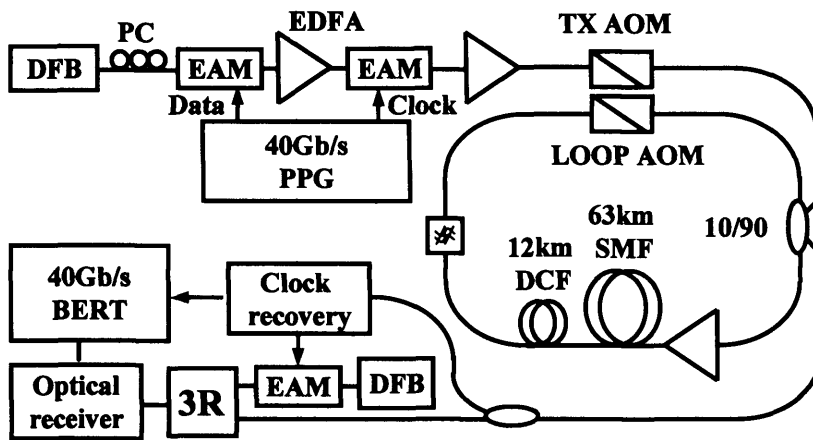 EDFA
TX AOM
PC
DFB
EAM
EAM
Data
Clock
40Gb/s
PPG
LOOP AOM
63km
SMF
12km
DCF
10/90
40Gb/s
BERT
Clock
recovery
Optical
receiver
3R
EAM
DFB